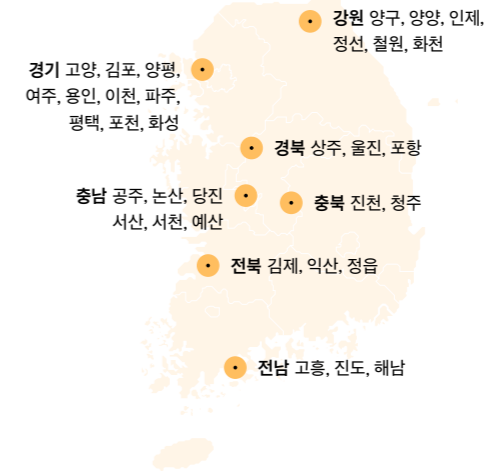 강원 양구, 양양, 인제,
정선, 철원, 화천
경기 고양, 김포, 양평,
여주, 용인, 이천, 파주,
평택, 포천, 화성
경북 상주, 울진, 포항
충남 공주, 논산, 당진
서산, 서천, 예산
충북 진천, 청주
전북 김제, 익산, 정읍
전남 고흥, 진도, 해남